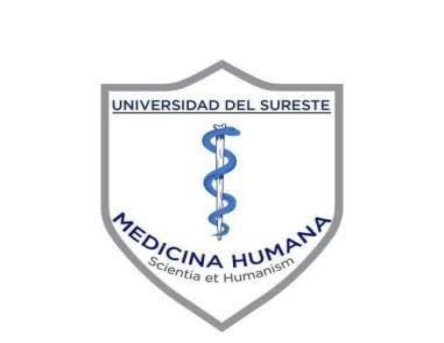 UNIVERSIDAD DEL SURESTE
MEDICINA HUMANA
Scientia et Humanism